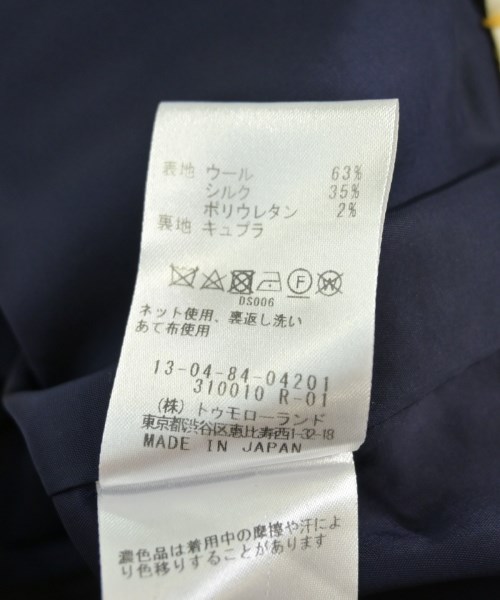 表地 ウール 63%
シルク 35%
ポリウレタン 2%
裏地 キュプラ
DS006
ネット使用、裏返し洗い
あて布使用
13-04-84-04201
310010 R-01
(株) トゥモローランド
東京都渋谷区恵比寿西1-32-18
MADE IN JAPAN
濃色品は着用中の摩擦や汗によ
り色移りすることがあります